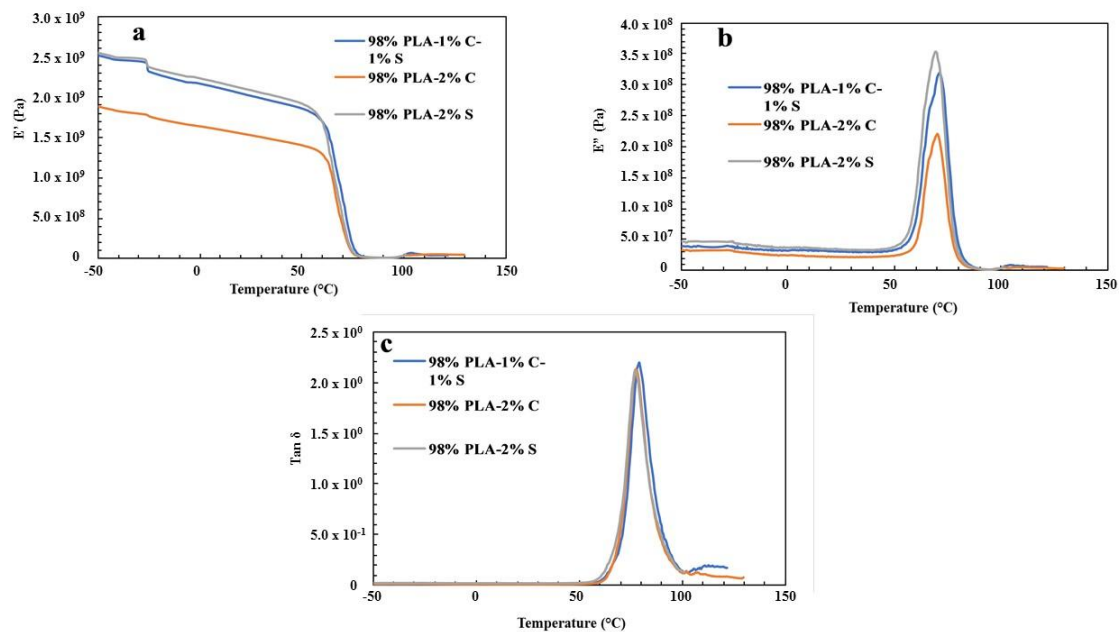 a
3.0 x 10⁹
2.5 x 10⁹
2.0 x 10⁹
1.5 x 10⁹
1.0 x 10⁹
5.0 x 10⁸
0
E' (Pa)
98% PLA-1% C-
1% S
98% PLA-2% C
98% PLA-2% S
-50
0
50
100
150
Temperature (°C)
b
4.0 x 10⁸
3.5 x 10⁸
3.0 x 10⁸
2.5 x 10⁸
2.0 x 10⁸
1.5 x 10⁸
1.0 x 10⁸
5.0 x 10⁷
0
E" (Pa)
98% PLA-1% C-
1% S
98% PLA-2% C
98% PLA-2% S
-50
0
50
100
150
Temperature (°C)
c
2.5 x 10⁰
2.0 x 10⁰
1.5 x 10⁰
1.0 x 10⁰
5.0 x 10⁻¹
0
Tan δ
98% PLA-1% C-
1% S
98% PLA-2% C
98% PLA-2% S
-50
0
50
100
150
Temperature (°C)